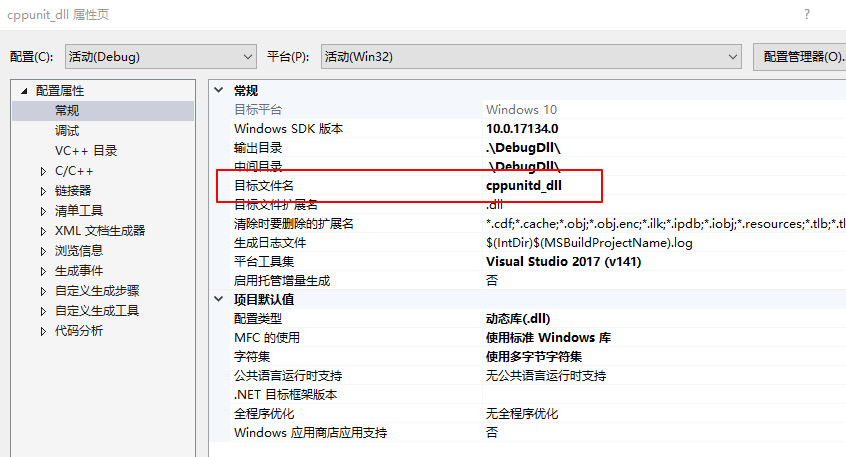 cppunit_dll 属性页 ?
配置(C): 活动(Debug) 平台(P): 活动(Win32) 配置管理器(O)..
配置属性
常规
调试
VC++ 目录
C/C++
链接器
清单工具
XML 文档生成器
浏览信息
生成事件
自定义生成步骤
自定义生成工具
代码分析
常规
目标平台 Windows 10
Windows SDK 版本 10.0.17134.0
输出目录 .\DebugDll\
中间目录 .\DebugDll\
目标文件名 cppunitd_dll
目标文件扩展名 .dll
清除时要删除的扩展名 *.cdf;*.cache;*.obj;*.obj.enc;*.ilk;*.ipdb;*.iobj;*.resources;*.tlb;*.tl
生成日志文件 $(IntDir)$(MSBuildProjectName).log
平台工具集 Visual Studio 2017 (v141)
启用托管增量生成 否
项目默认值
配置类型 动态库(.dll)
MFC 的使用 使用标准 Windows 库
字符集 使用多字节字符集
公共语言运行时支持 无公共语言运行时支持
.NET 目标框架版本
全程序优化 无全程序优化
Windows 应用商店应用支持 否